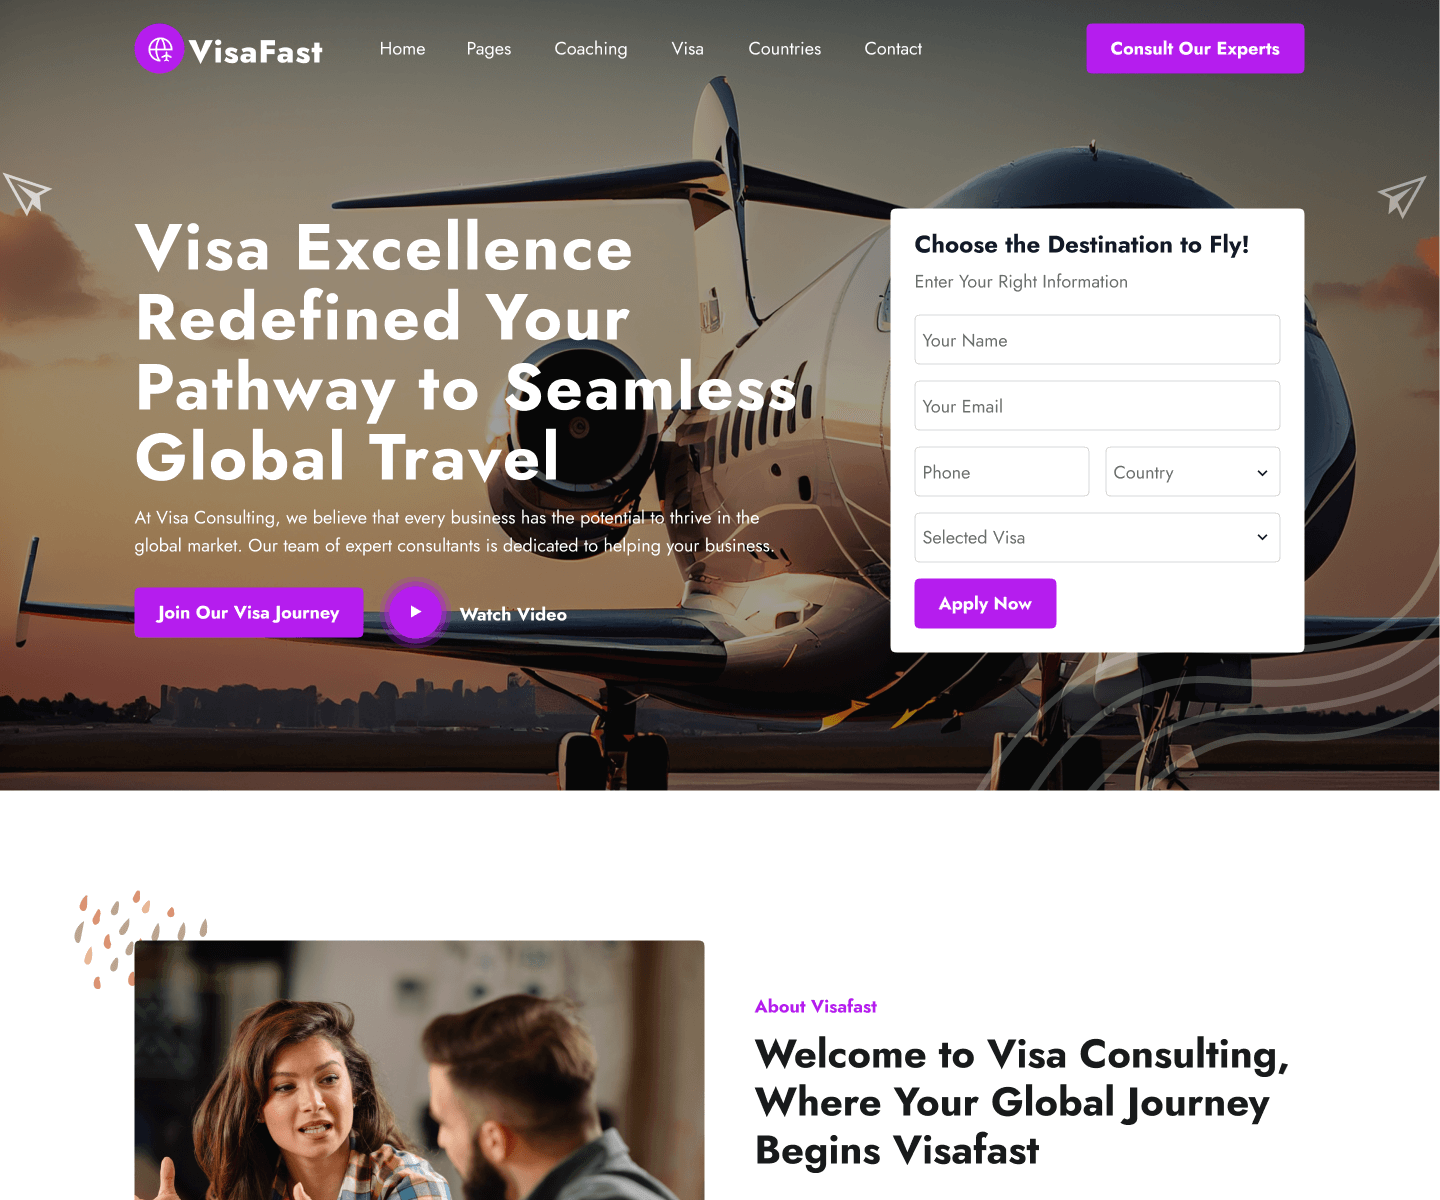 VisaFast
Home
Pages
Coaching
Visa
Countries
Contact
Consult Our Experts
Visa Excellence
Redefined Your
Pathway to Seamless
Global Travel
At Visa Consulting, we believe that every business has the potential to thrive in the
global market. Our team of expert consultants is dedicated to helping your business.
Join Our Visa Journey
Watch Video
Choose the Destination to Fly!
Enter Your Right Information
Your Name
Your Email
Phone
Country
Selected Visa
Apply Now
About Visafast
Welcome to Visa Consulting,
Where Your Global Journey
Begins Visafast